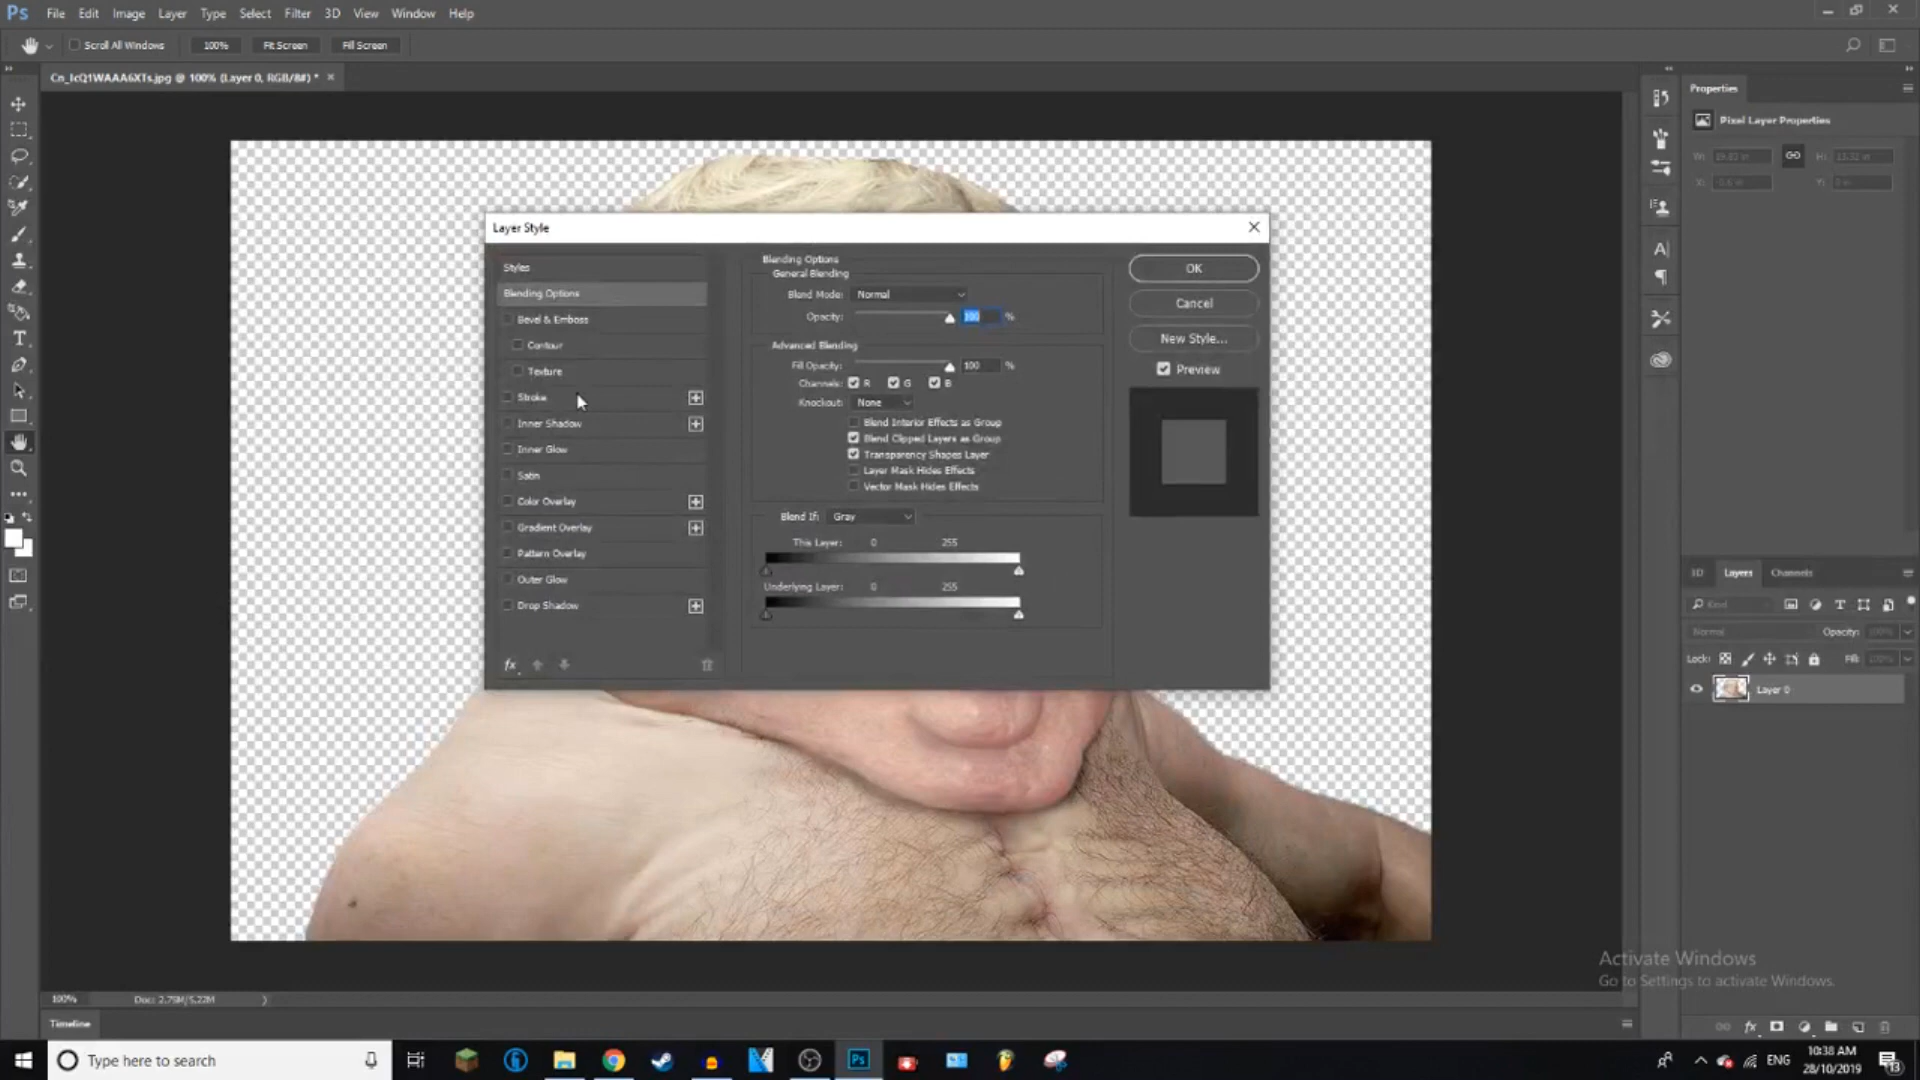 Ps File Edit Image Layer Type Select Filter 3D View Window Help
Scroll All Windows 100% Fit Screen Fill Screen
Cn_IcQ1WAAA6XTs.jpg @ 100% (Layer 0, RGB/8#) * ×
Properties
Pixel Layer Properties
Layer Style
Styles
Blending Options
Bevel & Emboss
Contour
Texture
Stroke
Inner Shadow
Inner Glow
Satin
Color Overlay
Gradient Overlay
Pattern Overlay
Outer Glow
Drop Shadow
fx
Blending Options
General Blending
Blend Mode: Normal
Opacity: 100 %
Advanced Blending
Fill Opacity: 100 %
Channels: R G B
Knockout: None
Blend Interior Effects as Group
Blend Clipped Layers as Group
Transparency Shapes Layer
Layer Mask Hides Effects
Vector Mask Hides Effects
Blend If: Gray
This Layer: 0 255
Underlying Layer: 0 255
OK
Cancel
New Style...
Preview
3D Layers Channels
Kind
Normal Opacity: 100%
Lock: Fill: 100%
Layer 0
Activate Windows
Go to Settings to activate Windows.
100% Doc: 2.75M/5.22M
Timeline
fx
Type here to search
Ps
ENG
10:38 AM
28/10/2019
13